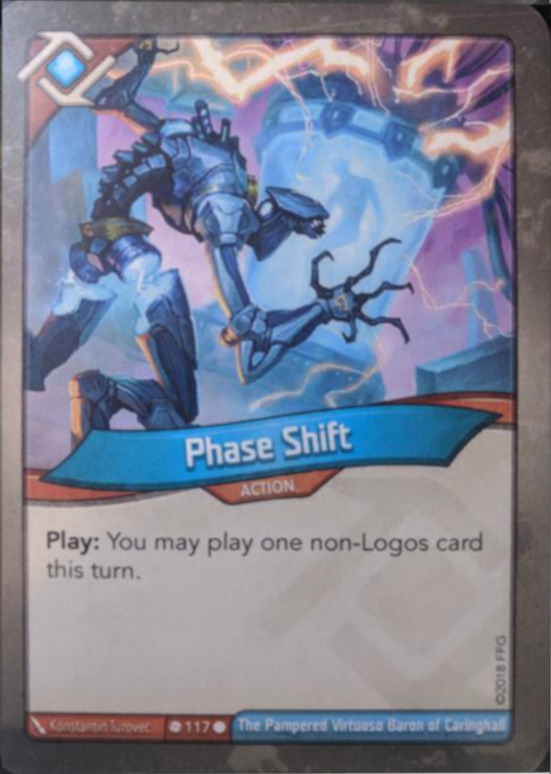 Phase Shift
ACTION
Play: You may play one non-Logos card
this turn.
©2018 FFG
Konstantin Turovec 117 The Pampered Virtuoso Baron of Caringhall